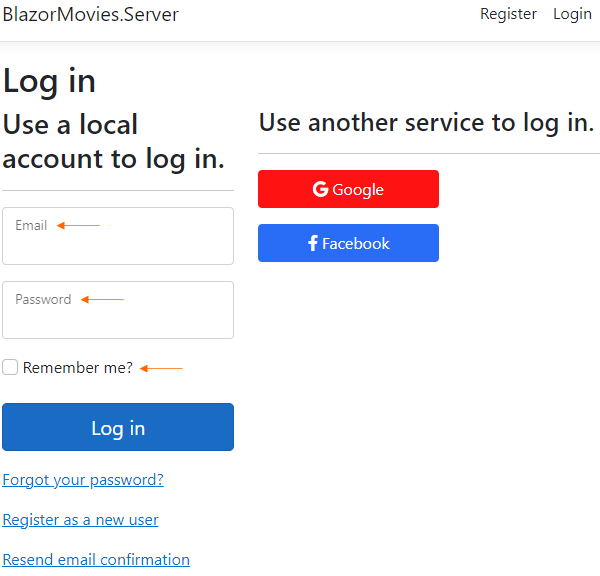 BlazorMovies.Server
Register
Login
Log in
Use a local
account to log in.
Email
Password
Remember me?
Log in
Forgot your password?
Register as a new user
Resend email confirmation
Use another service to log in.
Google
Facebook